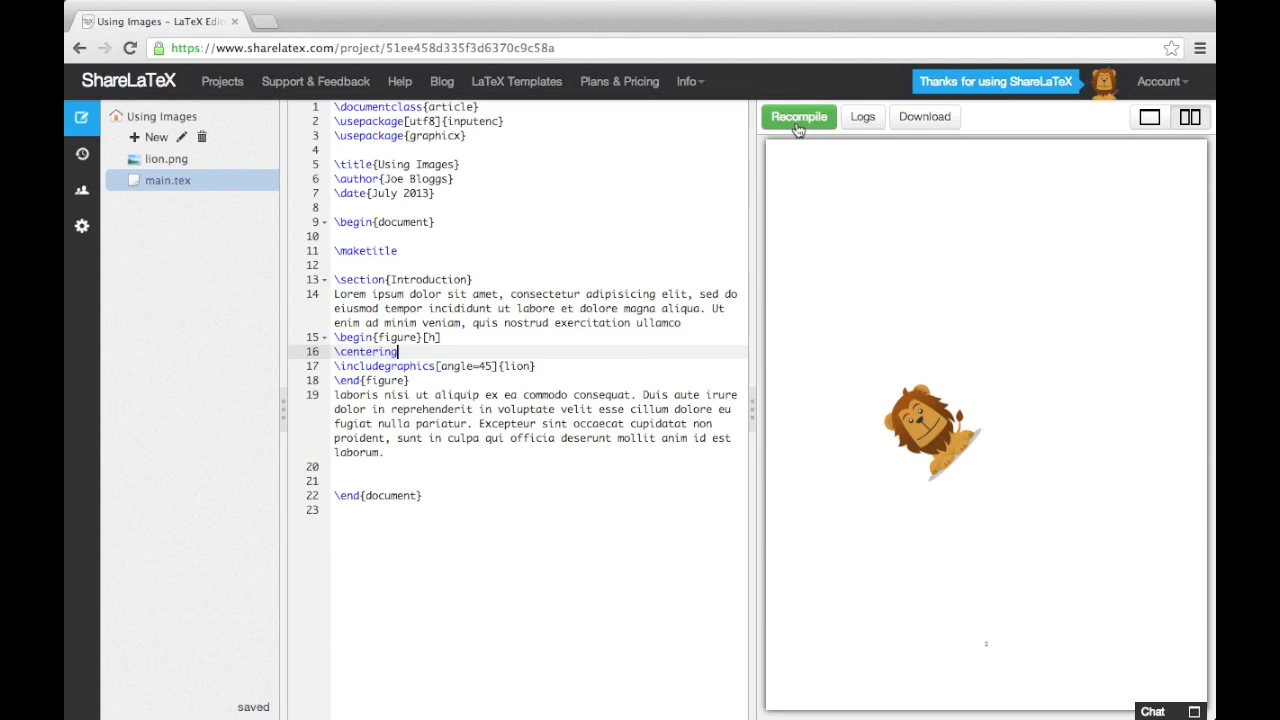 Using Images - LaTeX Edit
https://www.sharelatex.com/project/51ee458d335f3d6370c9c58a
ShareLaTeX Projects Support & Feedback Help Blog LaTeX Templates Plans & Pricing Info Thanks for using ShareLaTeX Account
Using Images
New
lion.png
main.tex
saved
1 \documentclass{article}
2 \usepackage[utf8]{inputenc}
3 \usepackage{graphicx}
4
5 \title{Using Images}
6 \author{Joe Bloggs}
7 \date{July 2013}
8
9 \begin{document}
10
11 \maketitle
12
13 \section{Introduction}
14 Lorem ipsum dolor sit amet, consectetur adipisicing elit, sed do
eiusmod tempor incididunt ut labore et dolore magna aliqua. Ut
enim ad minim veniam, quis nostrud exercitation ullamco
15 \begin{figure}[h]
16 \centering
17 \includegraphics[angle=45]{lion}
18 \end{figure}
19 laboris nisi ut aliquip ex ea commodo consequat. Duis aute irure
dolor in reprehenderit in voluptate velit esse cillum dolore eu
fugiat nulla pariatur. Excepteur sint occaecat cupidatat non
proident, sunt in culpa qui officia deserunt mollit anim id est
laborum.
20
21
22 \end{document}
23
Recompile Logs Download
Chat